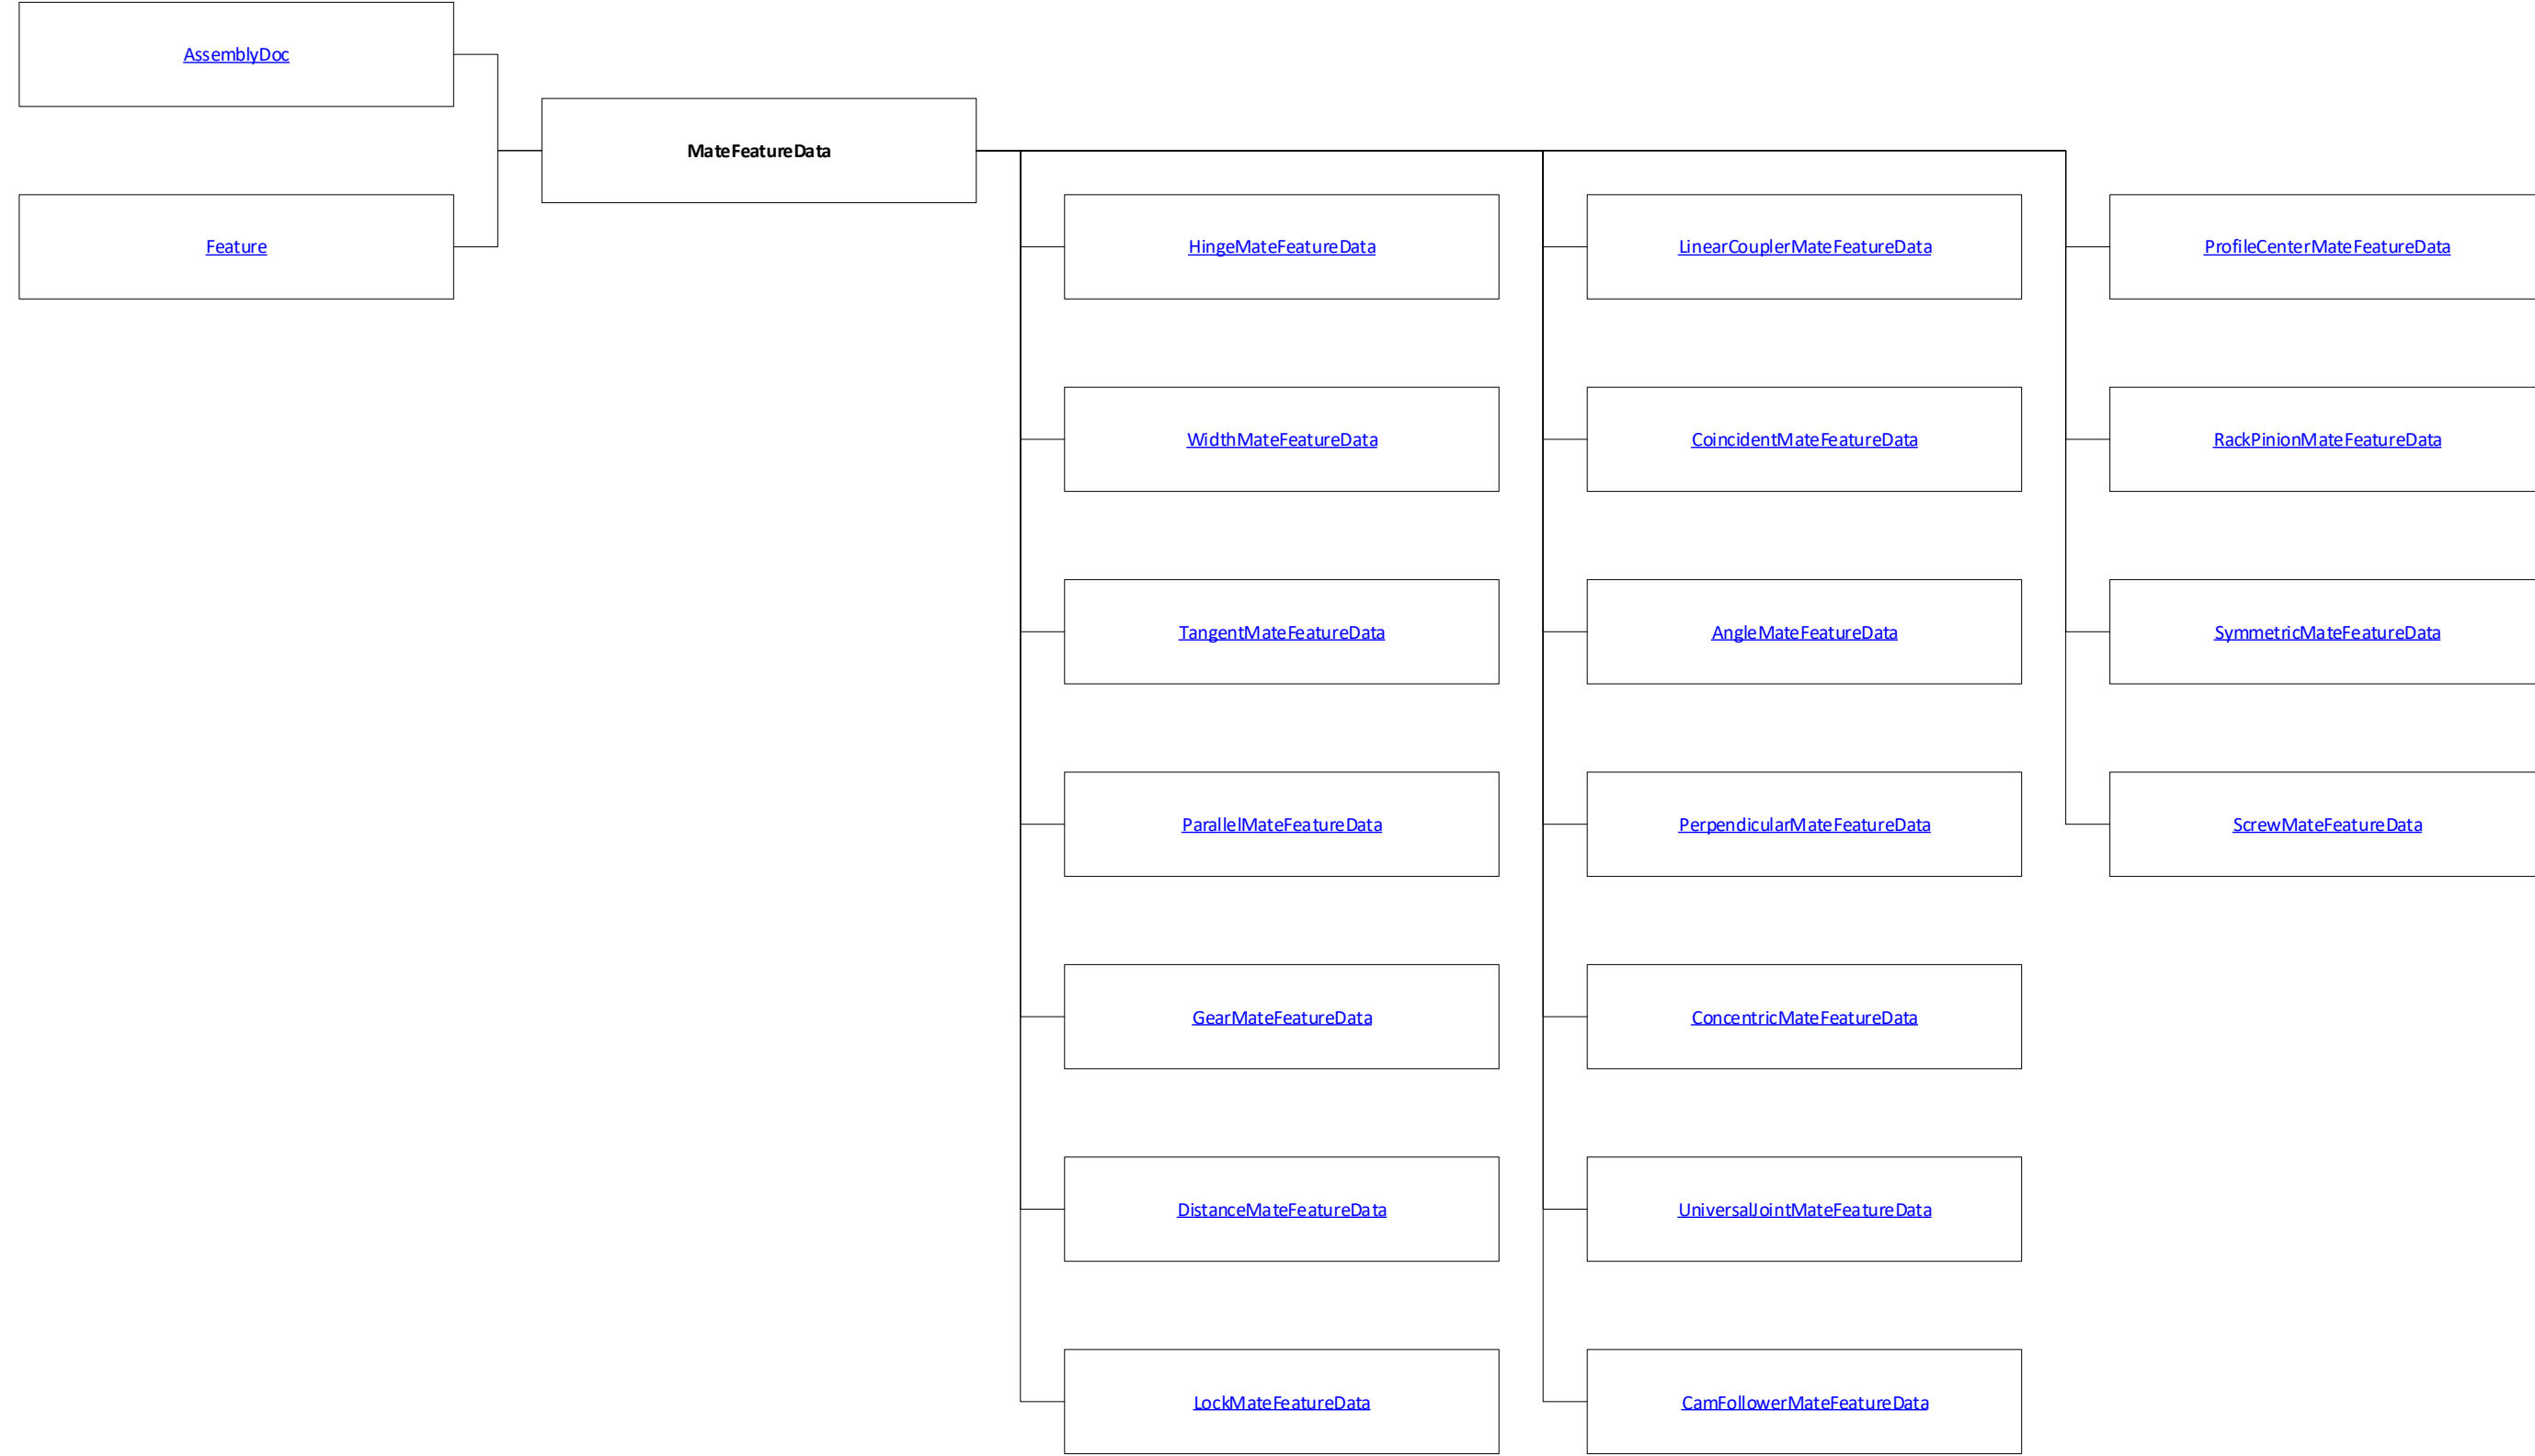 AssemblyDoc
MateFeatureData
Feature
HingeMateFeatureData
LinearCouplerMateFeatureData
ProfileCenterMateFeatureData
WidthMateFeatureData
CoincidentMateFeatureData
RackPinionMateFeatureData
TangentMateFeatureData
AngleMateFeatureData
SymmetricMateFeatureData
ParallelMateFeatureData
PerpendicularMateFeatureData
ScrewMateFeatureData
GearMateFeatureData
ConcentricMateFeatureData
DistanceMateFeatureData
UniversalJointMateFeatureData
LockMateFeatureData
CamFollowerMateFeatureData